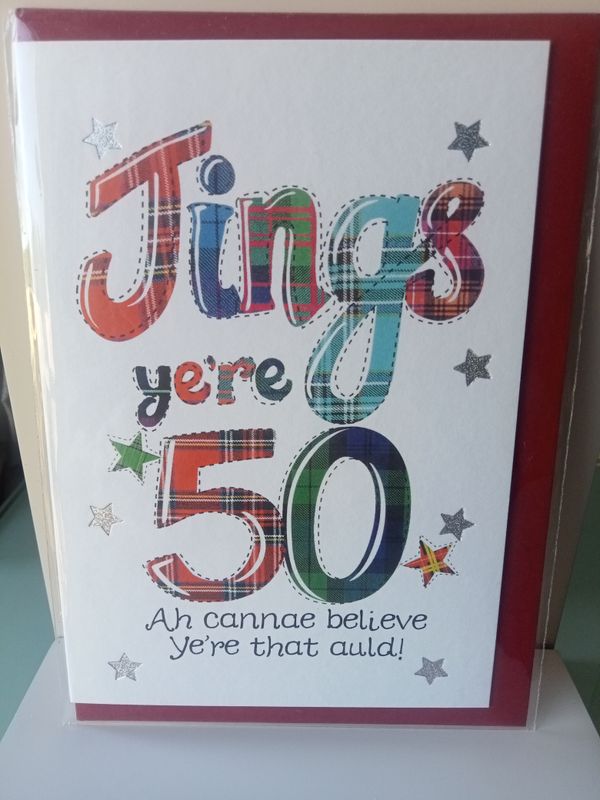 Jings
ye're
50
Ah cannae believe
Ye're that auld!